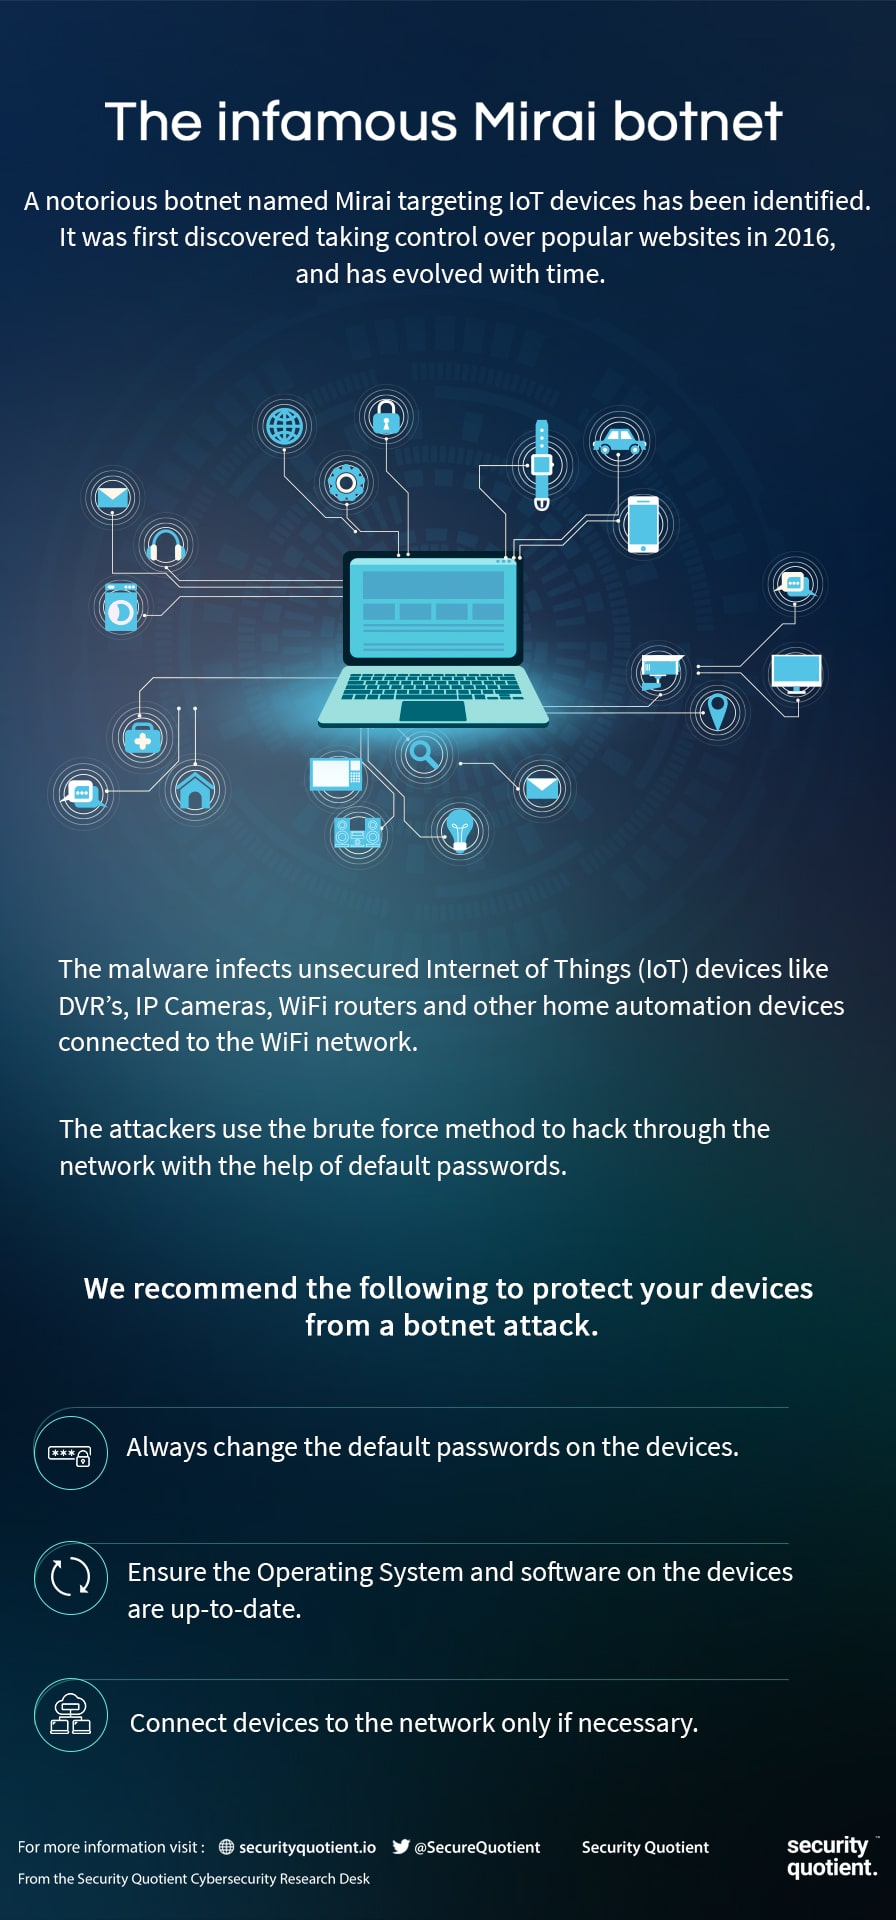 The infamous Mirai botnet
A notorious botnet named Mirai targeting IoT devices has been identified.
It was first discovered taking control over popular websites in 2016,
and has evolved with time.
The malware infects unsecured Internet of Things (IoT) devices like
DVR's, IP Cameras, WiFi routers and other home automation devices
connected to the WiFi network.
The attackers use the brute force method to hack through the
network with the help of default passwords.
We recommend the following to protect your devices
from a botnet attack.
Always change the default passwords on the devices.
Ensure the Operating System and software on the devices
are up-to-date.
Connect devices to the network only if necessary.
For more information visit : securityquotient.io @SecureQuotient Security Quotient
From the Security Quotient Cybersecurity Research Desk
security
quotient.